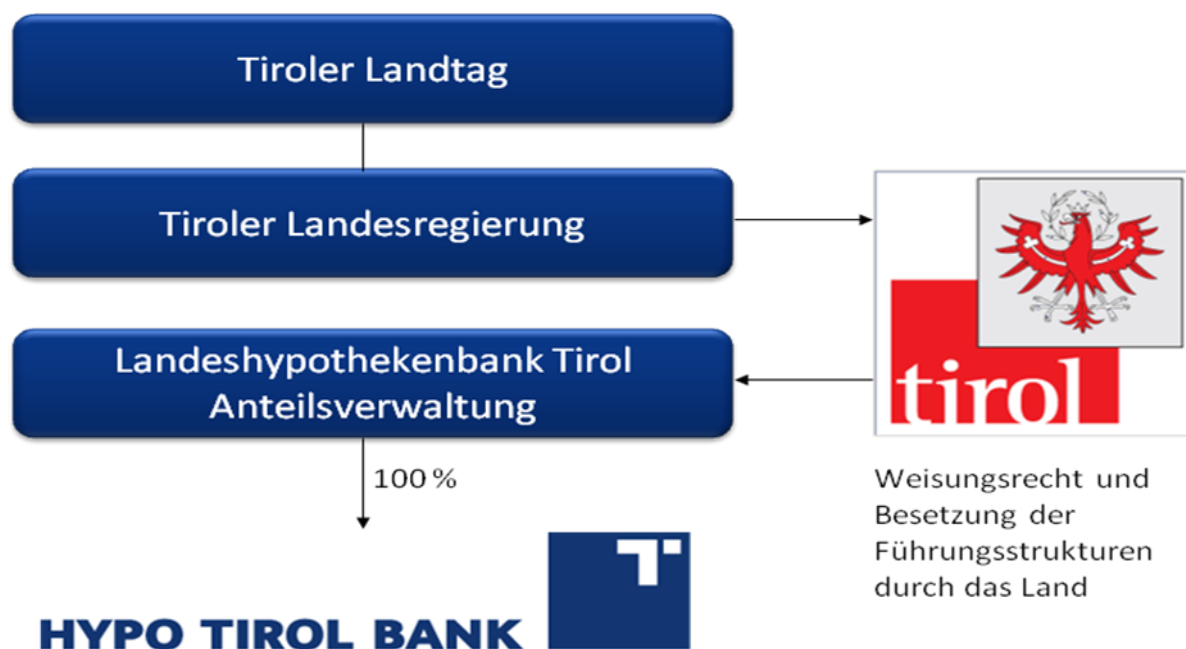 Tiroler Landtag
Tiroler Landesregierung
Landeshypothekenbank Tirol
Anteilsverwaltung
tirol
100 %
Weisungsrecht und
Besetzung der
Führungsstrukturen
durch das Land
HYPO TIROL BANK